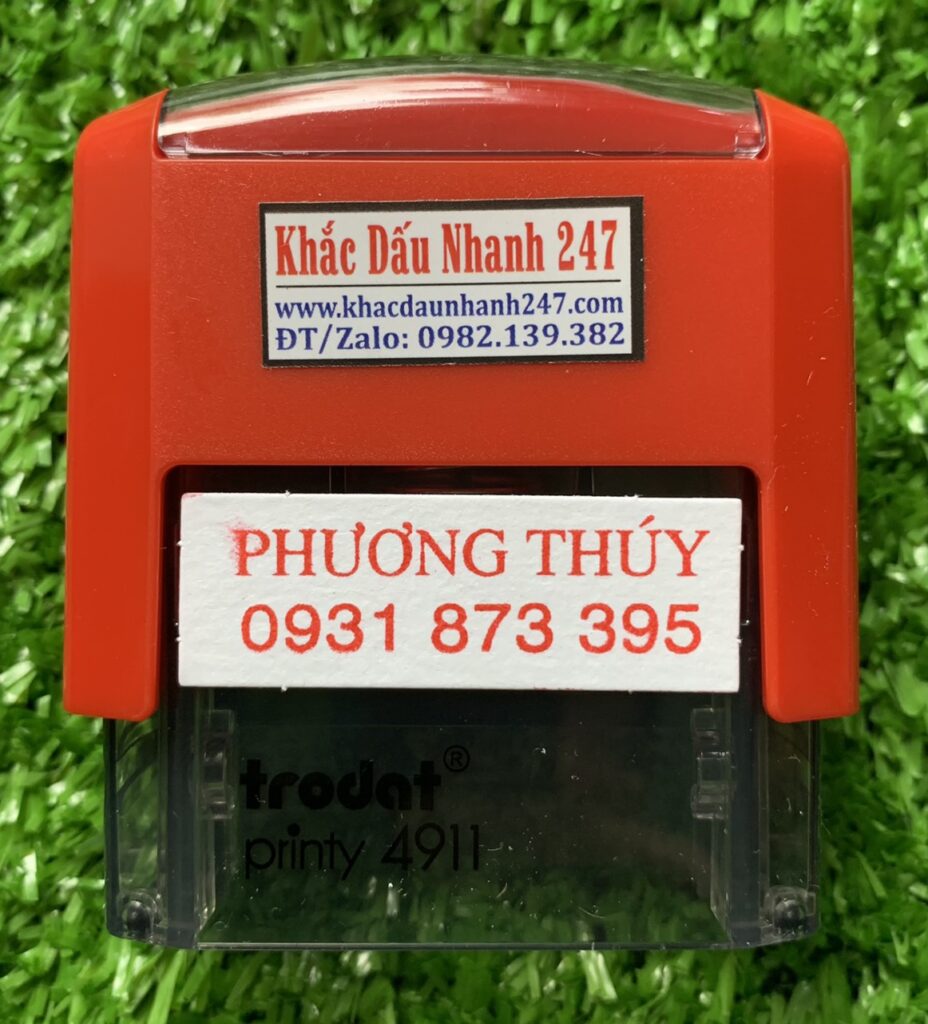 Khắc Dấu Nhanh 247
www.khacdaunhanh247.com
ĐT/Zalo: 0982.139.382
PHƯƠNG THÚY
0931 873 395
trodat®
printy 4911